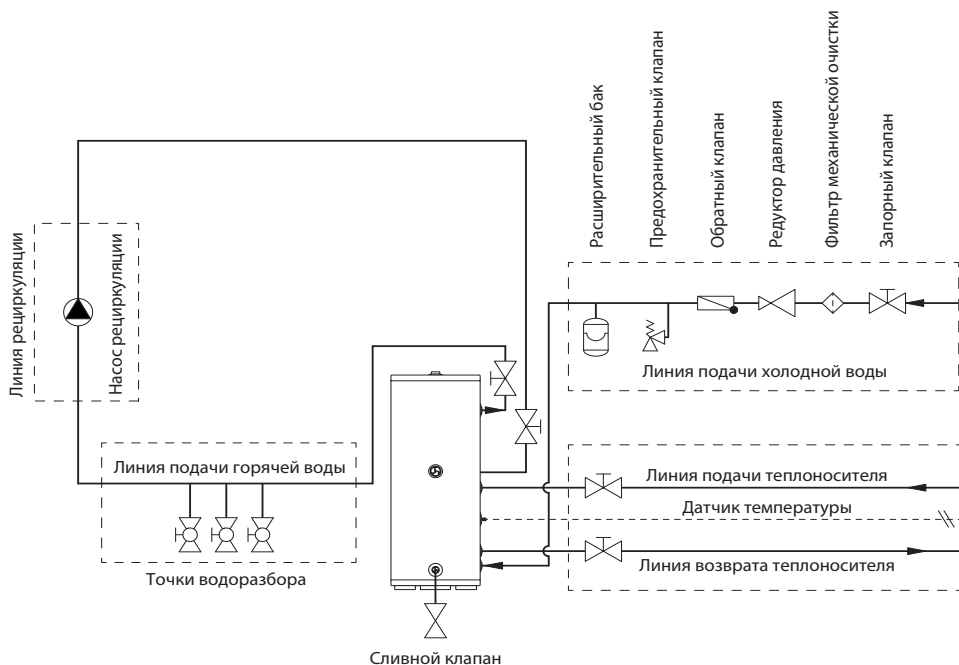 Линия рециркуляции
Насос рециркуляции
Расширительный бак
Предохранительный клапан
Обратный клапан
Редуктор давления
Фильтр механической очистки
Запорный клапан
Линия подачи холодной воды
Линия подачи горячей воды
Точки водоразбора
Линия подачи теплоносителя
Датчик температуры
Линия возврата теплоносителя
Сливной клапан